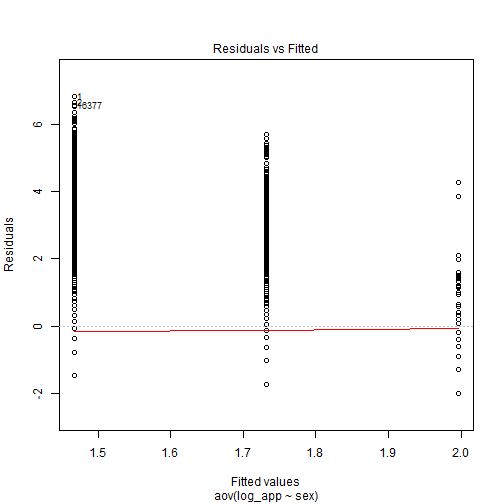 Residuals vs Fitted
Residuals
6
4
2
0
-2
1
16377
1.5 1.6 1.7 1.8 1.9 2.0
Fitted values
aov(log_app ~ sex)